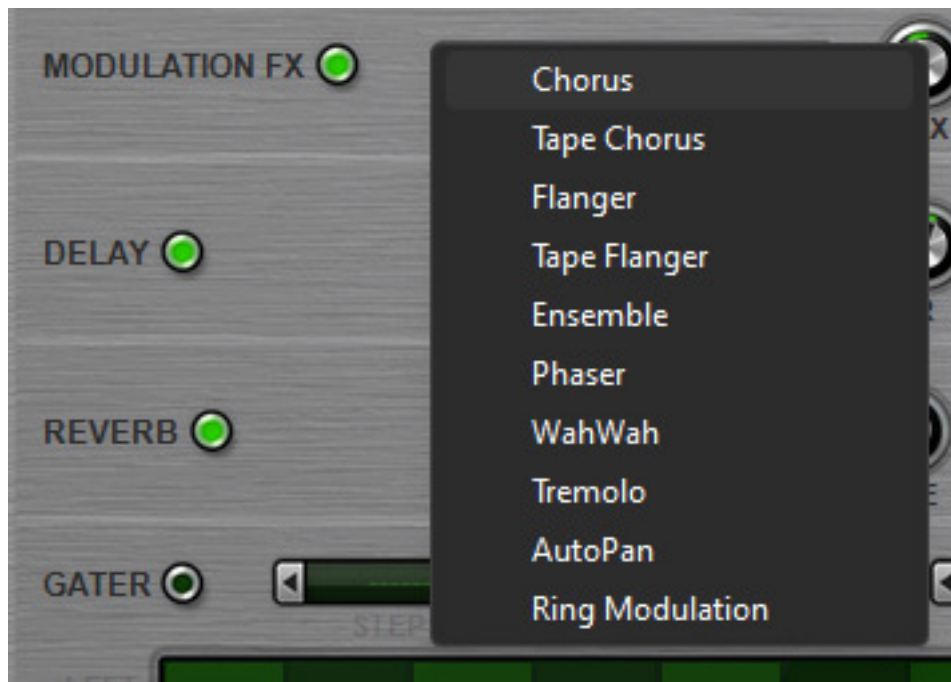 MODULATION FX
Chorus
Tape Chorus
Flanger
DELAY
Tape Flanger
Ensemble
Phaser
REVERB
WahWah
Tremolo
AutoPan
GATER
Ring Modulation